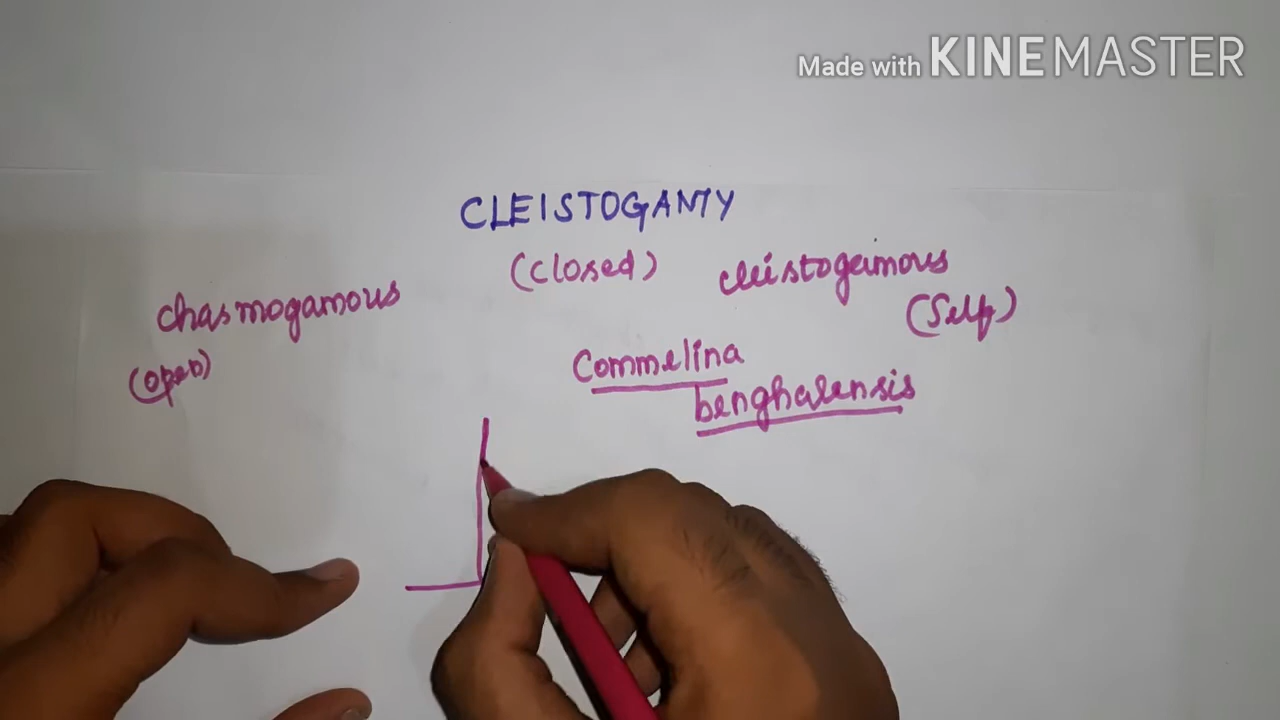 Made with KINEMASTER
CLEISTOGAMY
(closed)
cleistogamous
(Self)
chasmogamous
(open)
Commelina
benghalensis